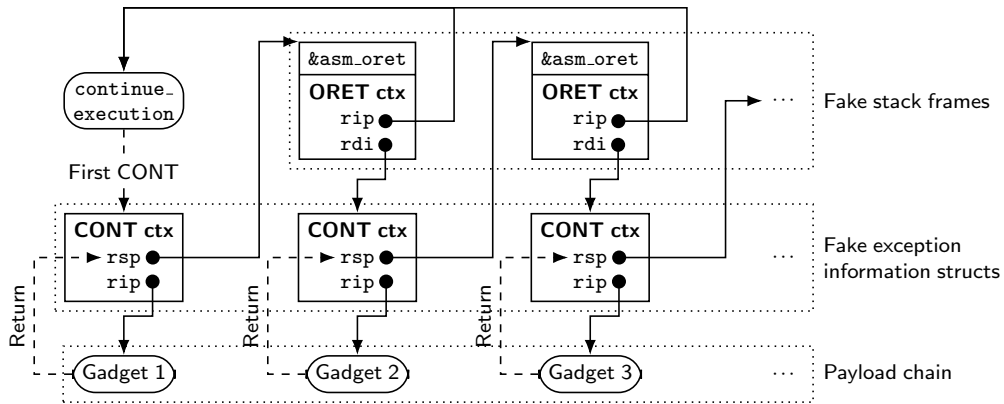 &asm_oret
&asm_oret
continue_
execution
ORET ctx
rip
rdi
ORET ctx
rip
rdi
···
Fake stack frames
First CONT
CONT ctx
rsp
rip
CONT ctx
rsp
rip
CONT ctx
rsp
rip
···
Fake exception
information structs
Return
Return
Return
Gadget 1
Gadget 2
Gadget 3
···
Payload chain